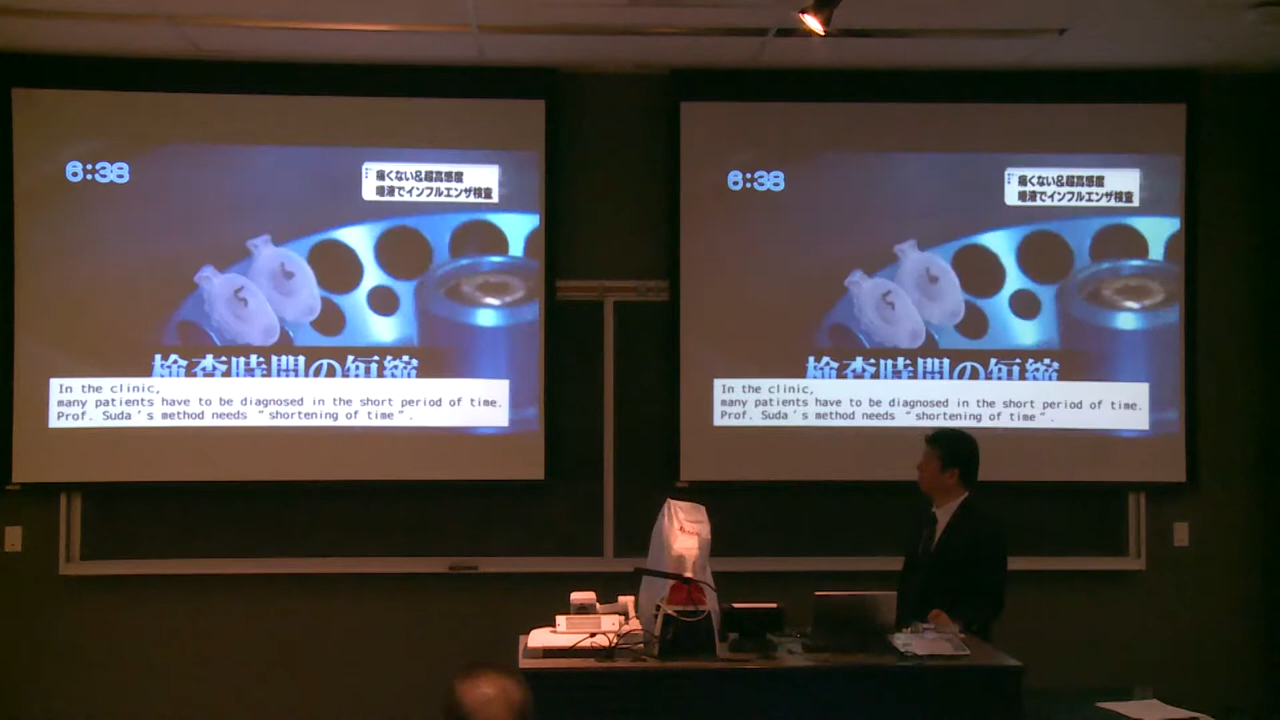 6:38
痛くない&超高感度
唾液でインフルエンザ検査
検査時間の短縮
In the clinic,
many patients have to be diagnosed in the short period of time.
Prof. Suda's method needs “shortening of time”.
6:38
痛くない&超高感度
唾液でインフルエンザ検査
検査時間の短縮
In the clinic,
many patients have to be diagnosed in the short period of time.
Prof. Suda's method needs “shortening of time”.